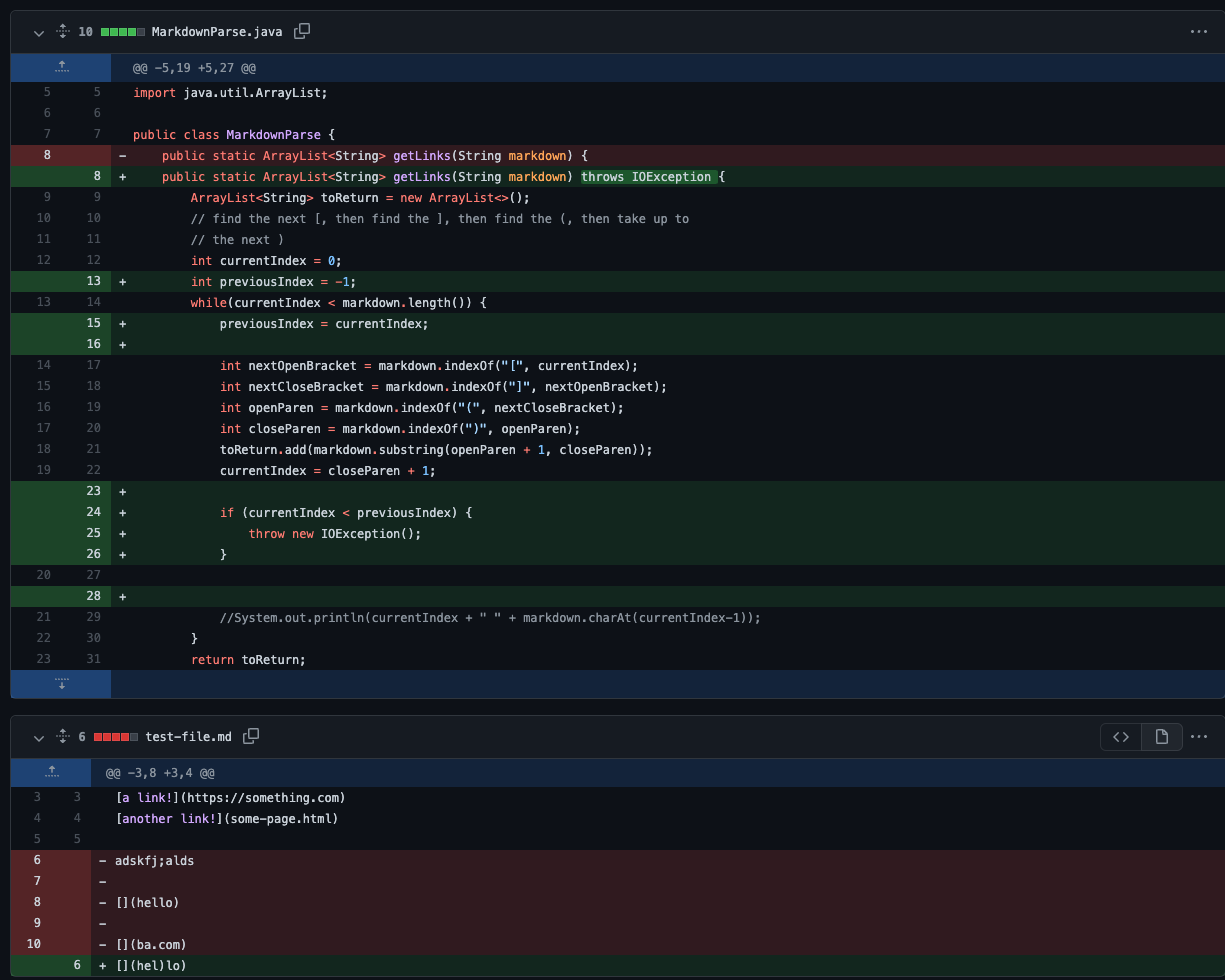 10 MarkdownParse.java
@@ -5,19 +5,27 @@
5 5 import java.util.ArrayList;
6 6
7 7 public class MarkdownParse {
8 - public static ArrayList<String> getLinks(String markdown) {
8 + public static ArrayList<String> getLinks(String markdown) throws IOException {
9 9 ArrayList<String> toReturn = new ArrayList<>();
10 10 // find the next [, then find the ], then find the (, then take up to
11 11 // the next )
12 12 int currentIndex = 0;
13 + int previousIndex = -1;
13 14 while(currentIndex < markdown.length()) {
15 + previousIndex = currentIndex;
16 +
14 17 int nextOpenBracket = markdown.indexOf("[", currentIndex);
15 18 int nextCloseBracket = markdown.indexOf("]", nextOpenBracket);
16 19 int openParen = markdown.indexOf("(", nextCloseBracket);
17 20 int closeParen = markdown.indexOf(")", openParen);
18 21 toReturn.add(markdown.substring(openParen + 1, closeParen));
19 22 currentIndex = closeParen + 1;
23 +
24 + if (currentIndex < previousIndex) {
25 + throw new IOException();
26 + }
20 27
28 +
21 29 //System.out.println(currentIndex + " " + markdown.charAt(currentIndex-1));
22 30 }
23 31 return toReturn;
6 test-file.md
@@ -3,8 +3,4 @@
3 3 [a link!](https://something.com)
4 4 [another link!](some-page.html)
5 5
6 - adskfj;alds
7 -
8 - [](hello)
9 -
10 - [](ba.com)
6 + [](hel)lo)